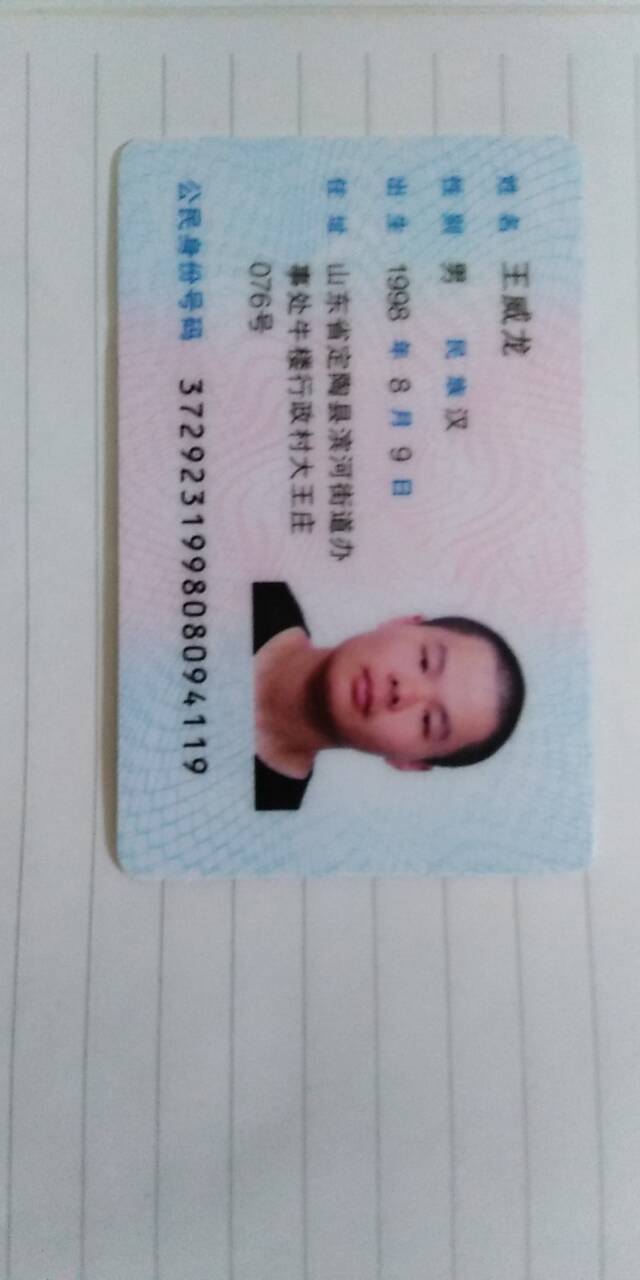 姓名 王威龙
性别 男 民族 汉
出生 1998 年 8 月 9 日
住址 山东省定陶县滨河街道办
事处牛楼行政村大王庄
076号
公民身份号码 372923199808094119